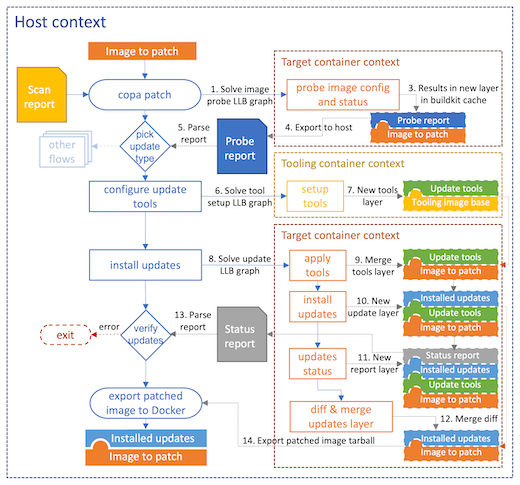 Host context
Image to patch
Target container context
Scan
report
copa patch
1. Solve image
probe LLB graph
probe image config
and status
3. Results in new layer
in buildkit cache
5. Parse
report
4. Export to host
Probe report
Image to patch
other
flows
pick
update
type
Probe
report
Tooling container context
configure update
tools
6. Solve tool
setup LLB graph
setup
tools
7. New tools
layer
Update tools
Tooling image base
Target container context
install updates
8. Solve update
LLB graph
apply
tools
9. Merge
tools layer
Update tools
Image to patch
install
updates
10. New
update layer
Installed updates
Update tools
Image to patch
13. Parse
report
exit
error
verify
updates
Status
report
updates
status
11. New
report layer
Status report
Installed updates
Update tools
Image to patch
export patched
image to Docker
diff & merge
updates layer
12. Merge diff
Installed updates
Image to patch
14. Export patched image tarball
Installed updates
Image to patch